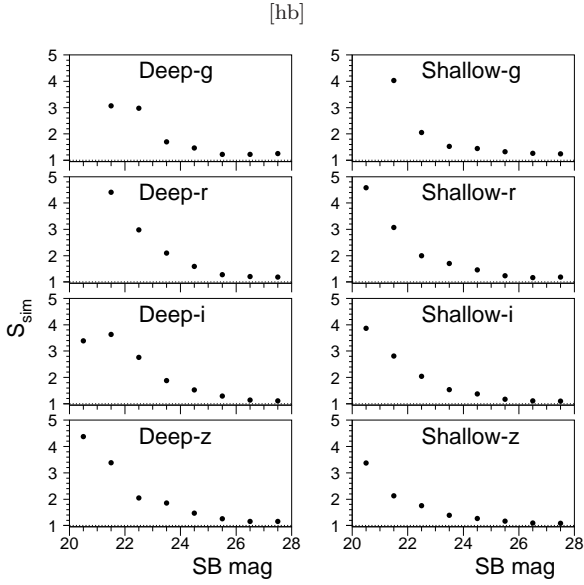 [hb]
5 Deep-g 5 Shallow-g
4 4
3 3
2 2
1 1
5 Deep-r 5 Shallow-r
4 4
3 3
2 2
1 1
5 Deep-i 5 Shallow-i
4 4
3 3
2 2
1 1
S_sim
5 Deep-z 5 Shallow-z
4 4
3 3
2 2
1 1
20 22 24 26 28 20 22 24 26 28
SB mag SB mag